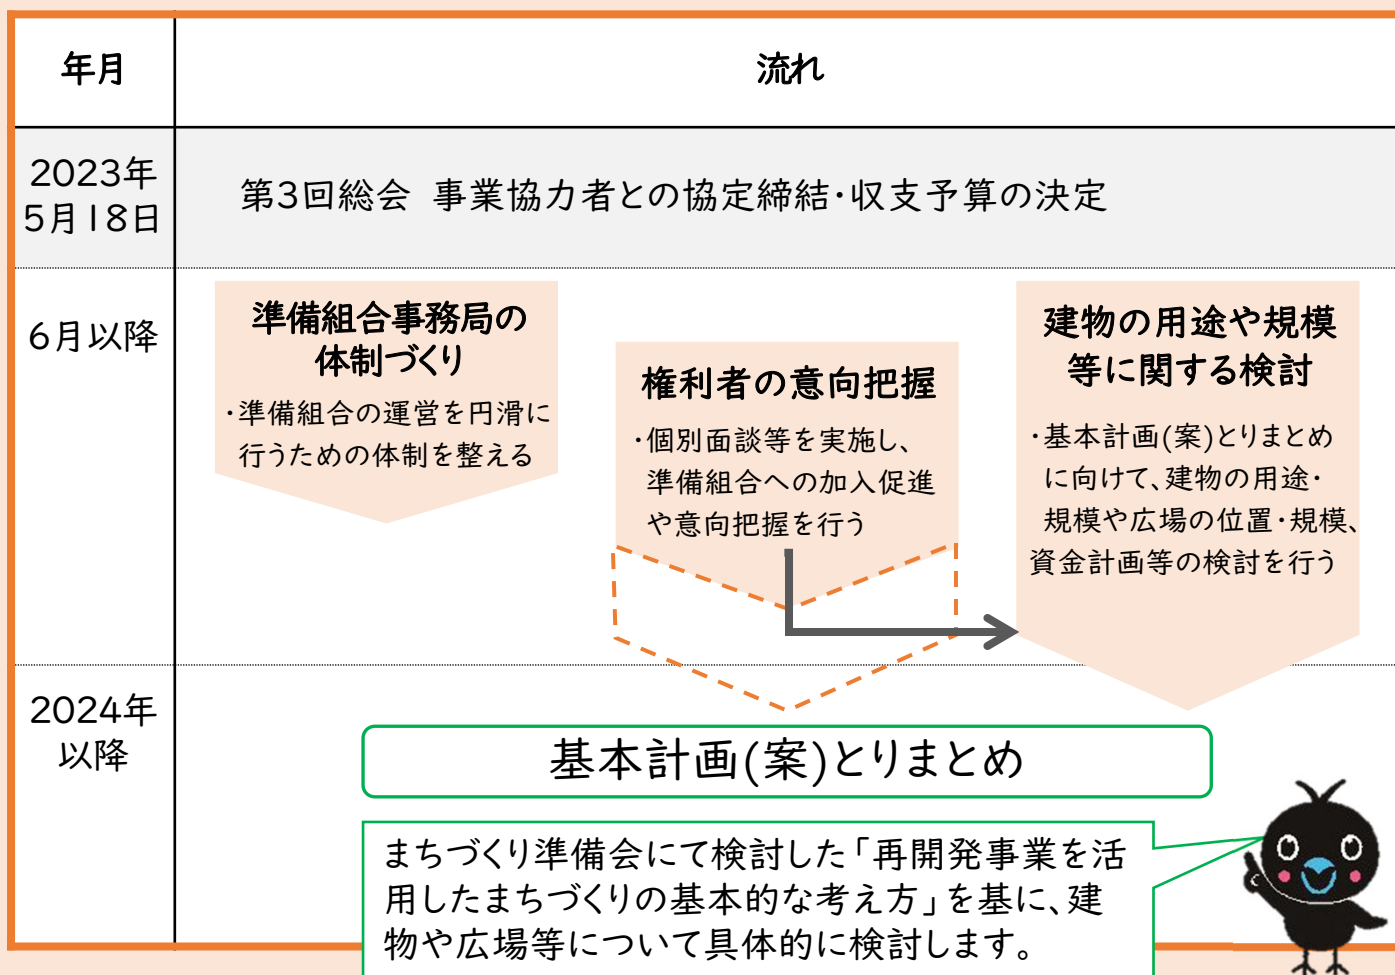 年月
流れ
2023年
5月18日
第3回総会 事業協力者との協定締結・収支予算の決定
6月以降
準備組合事務局の
体制づくり
・準備組合の運営を円滑に
行うための体制を整える
権利者の意向把握
・個別面談等を実施し、
準備組合への加入促進
や意向把握を行う
建物の用途や規模
等に関する検討
・基本計画(案)とりまとめ
に向けて、建物の用途・
規模や広場の位置・規模、
資金計画等の検討を行う
2024年
以降
基本計画(案)とりまとめ
まちづくり準備会にて検討した「再開発事業を活
用したまちづくりの基本的な考え方」を基に、建
物や広場等について具体的に検討します。